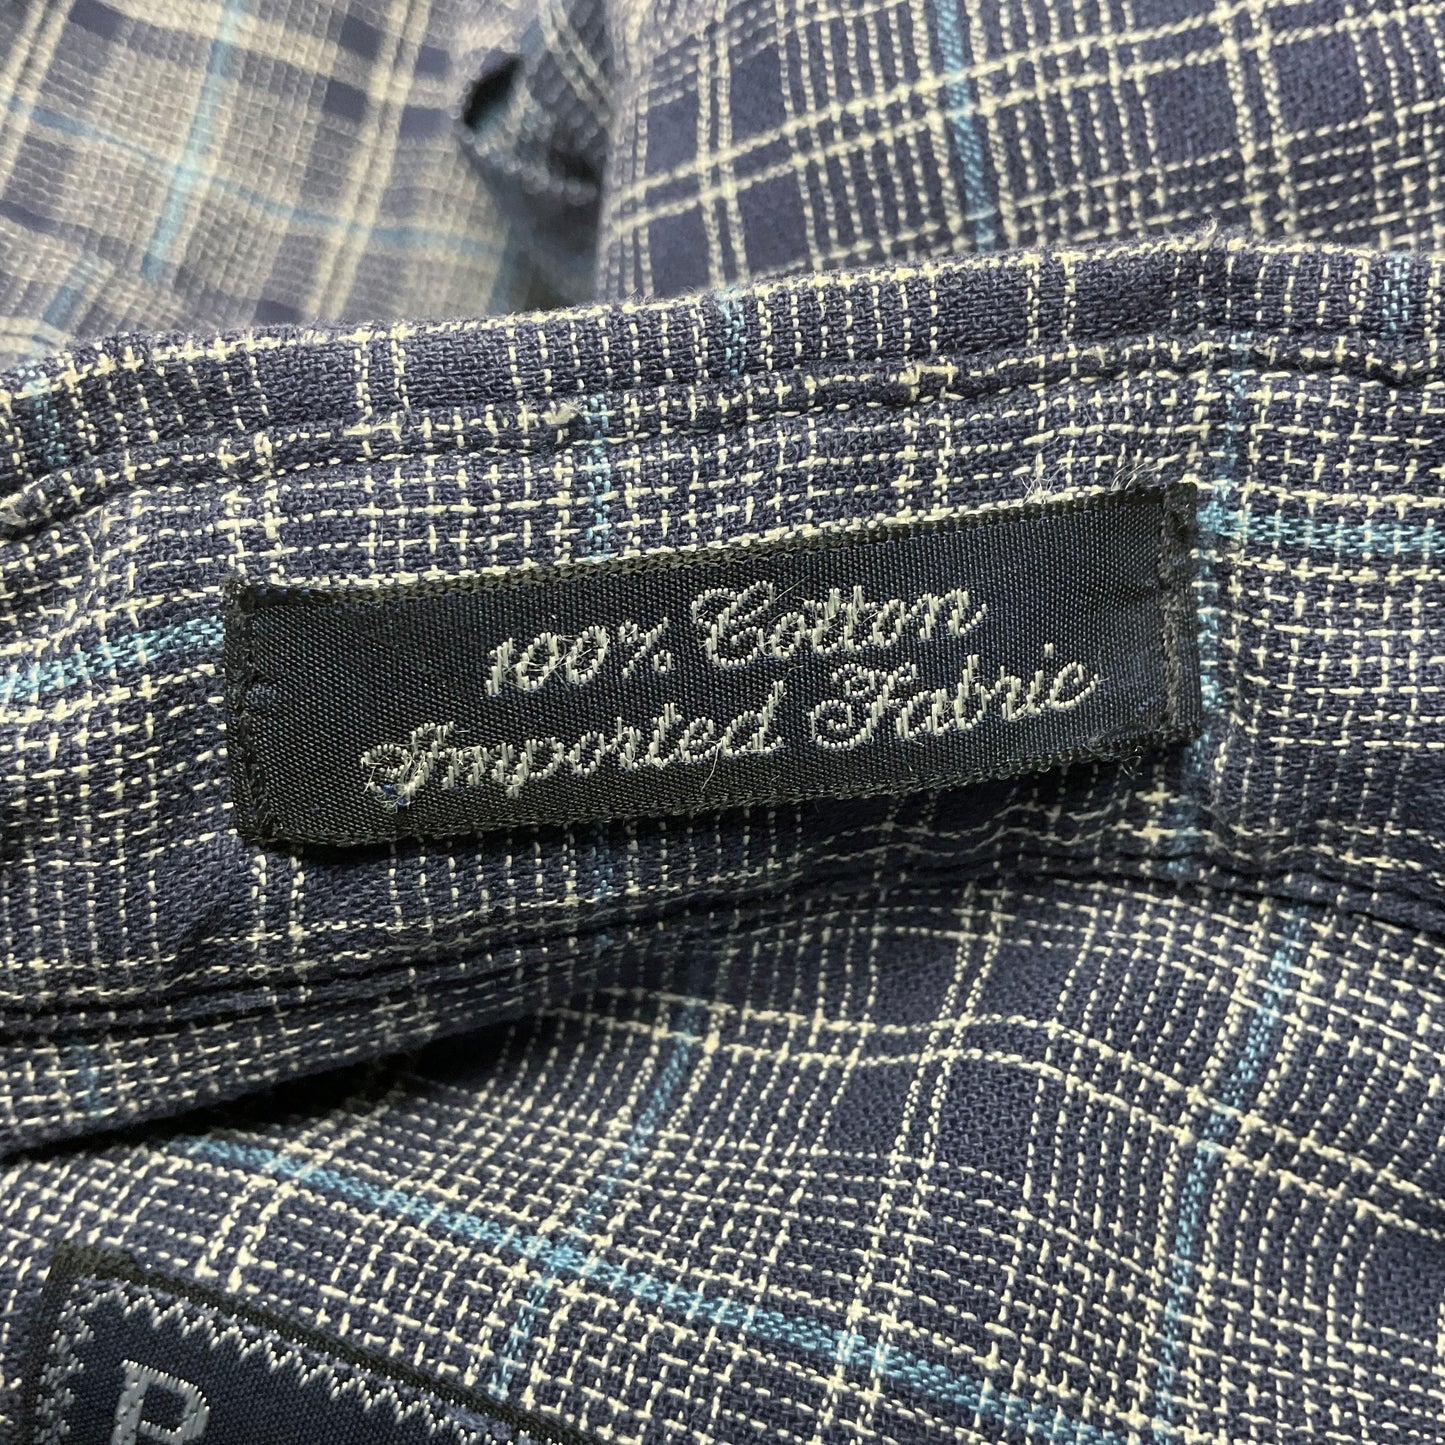 100% Cotton
Imported Fabric
P